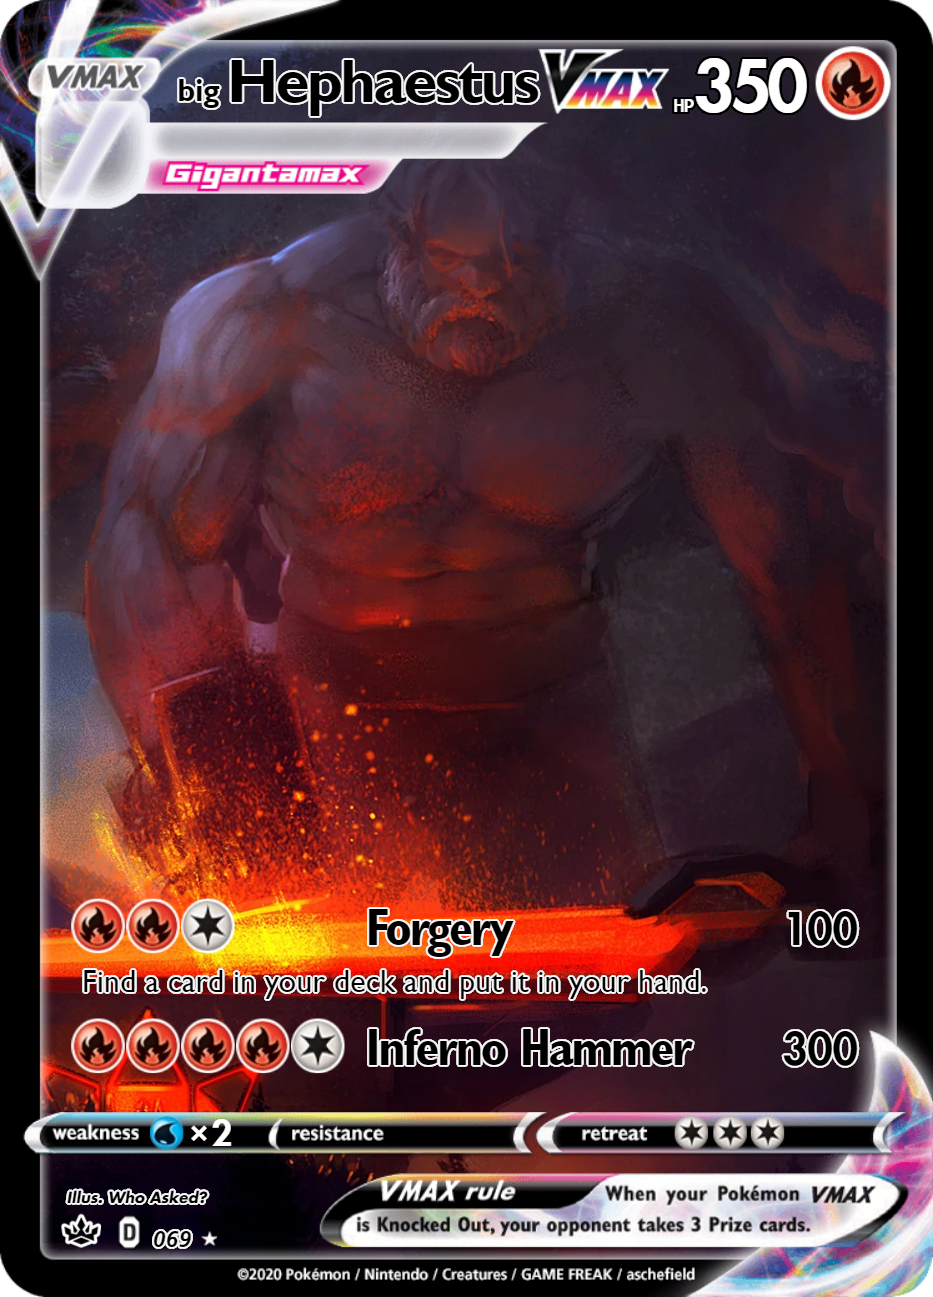 VMAX
big Hephaestus VMAX HP 350
Gigantamax
Forgery 100
Find a card in your deck and put it in your hand.
Inferno Hammer 300
weakness ×2 resistance retreat
Illus. Who Asked?
D 069
VMAX rule When your Pokémon VMAX
is Knocked Out, your opponent takes 3 Prize cards.
©2020 Pokémon / Nintendo / Creatures / GAME FREAK / aschefield